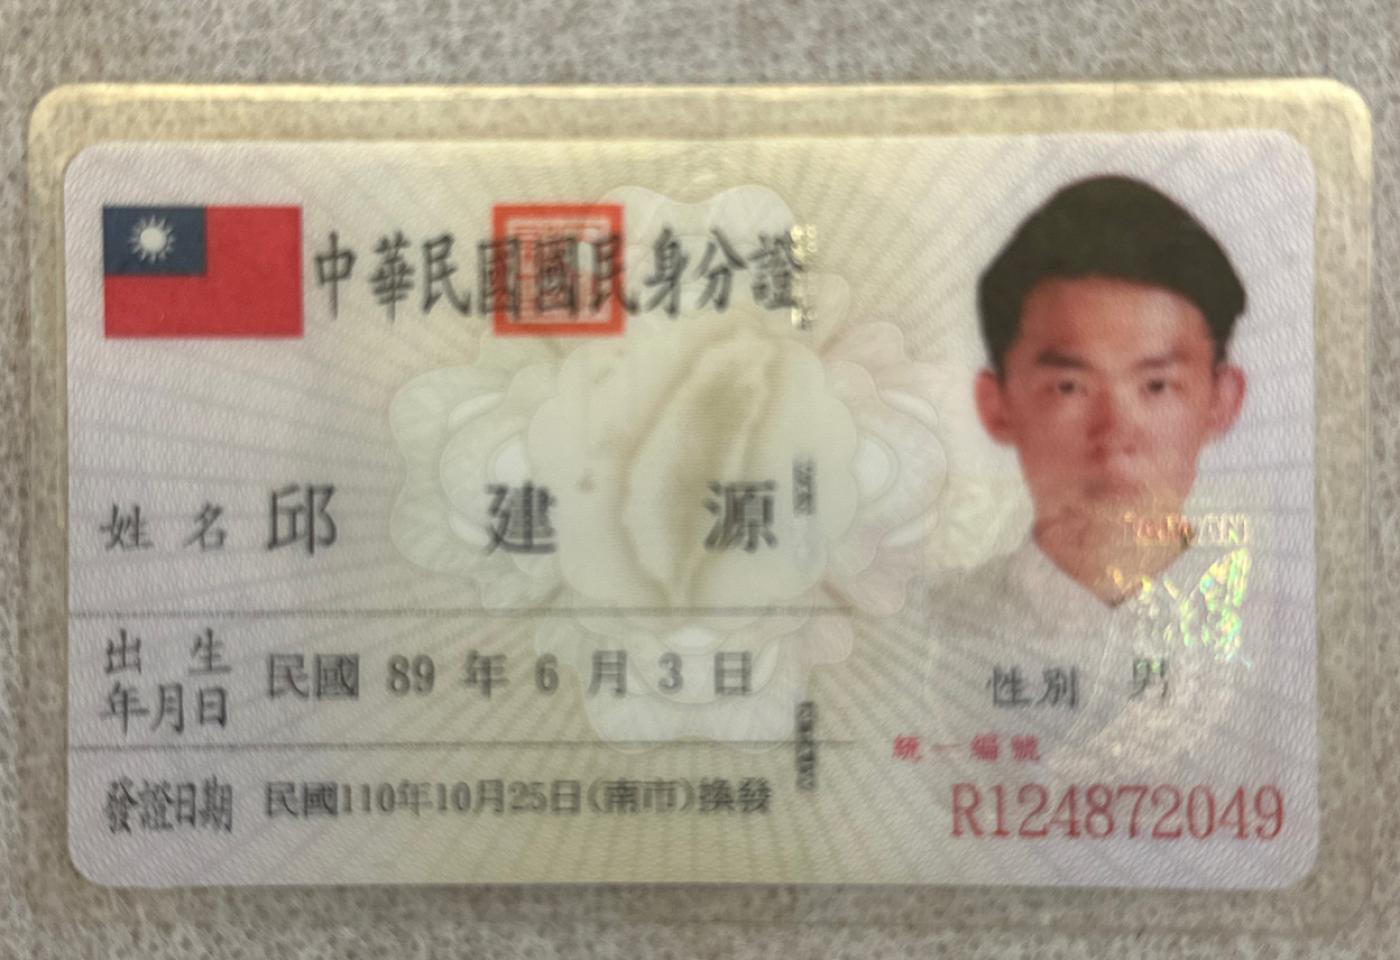 中華民國國民身分證
姓名 邱 建 源
出生年月日 民國 89 年 6 月 3 日
性別 男
發證日期 民國110年10月25日(南市)換發
統一編號
R124872049
TAIWAN